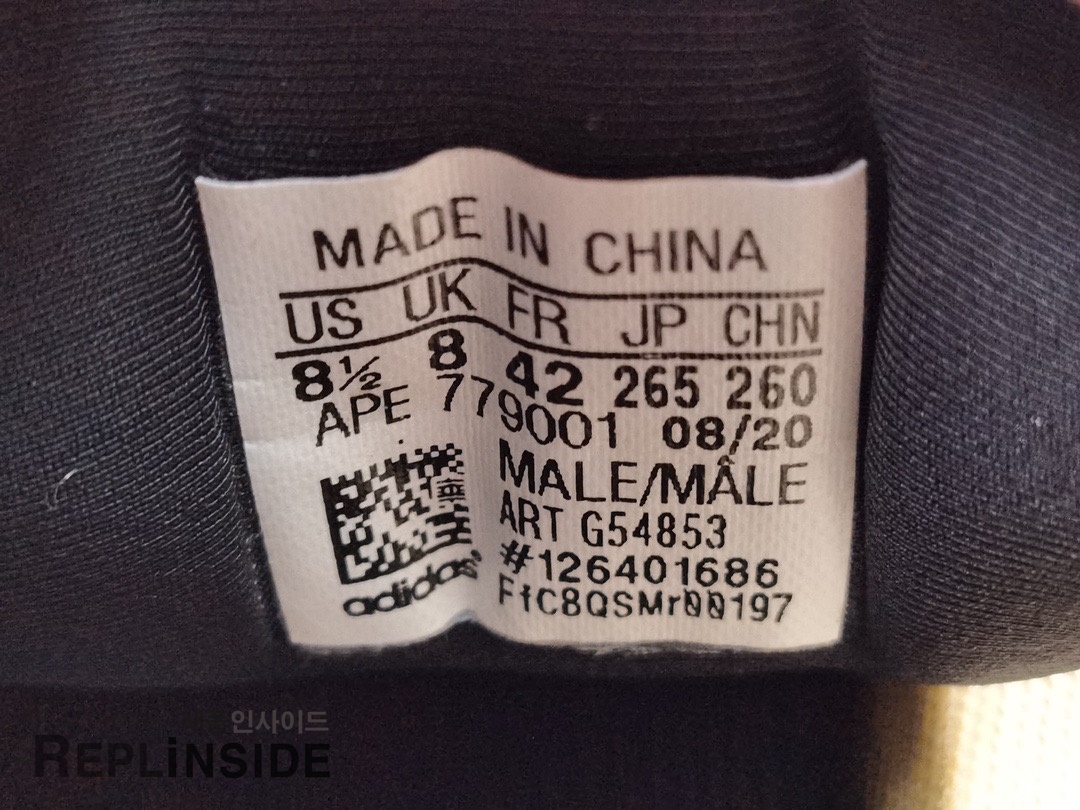 MADE IN CHINA
US UK FR JP CHN
8½ 8 42 265 260
APE 779001 08/20
MALE/MÂLE
ART G54853
#126401686
FfC8QSMr00197
adidas
인사이드
REPLiNSIDE